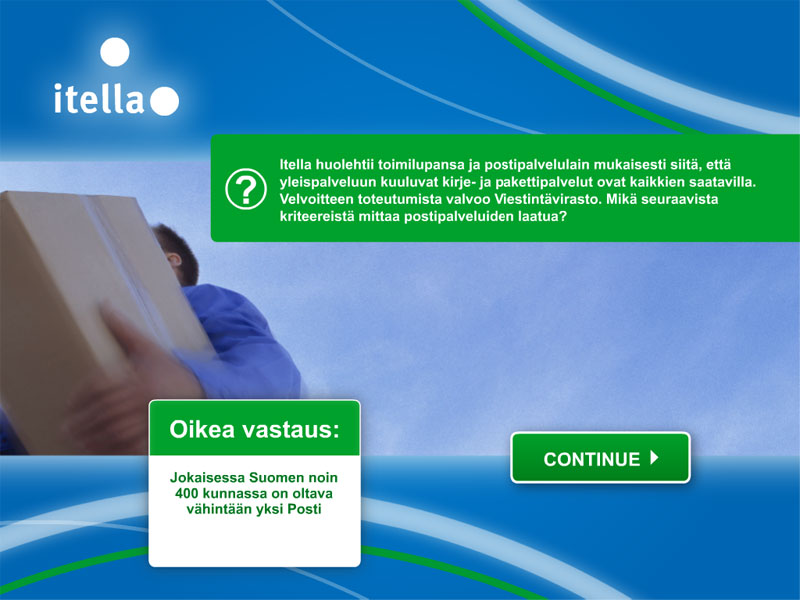 itella
Itella huolehtii toimilupansa ja postipalvelulain mukaisesti siitä, että
yleispalveluun kuuluvat kirje- ja pakettipalvelut ovat kaikkien saatavilla.
Velvoitteen toteutumista valvoo Viestintävirasto. Mikä seuraavista
kriteereistä mittaa postipalveluiden laatua?
Oikea vastaus:
Jokaisessa Suomen noin
400 kunnassa on oltava
vähintään yksi Posti
CONTINUE